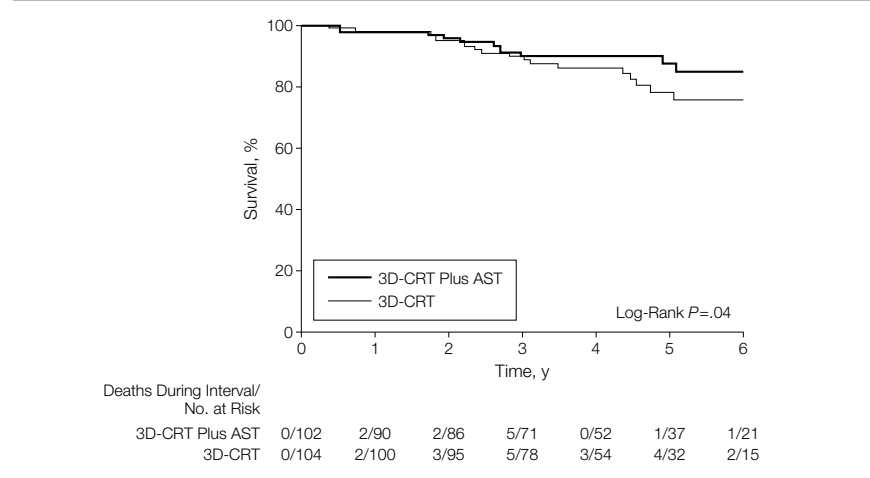 100
80
60
40
20
0
Survival, %
3D-CRT Plus AST
3D-CRT
Log-Rank P=.04
0 1 2 3 4 5 6
Time, y
Deaths During Interval/
No. at Risk
3D-CRT Plus AST 0/102 2/90 2/86 5/71 0/52 1/37 1/21
3D-CRT 0/104 2/100 3/95 5/78 3/54 4/32 2/15